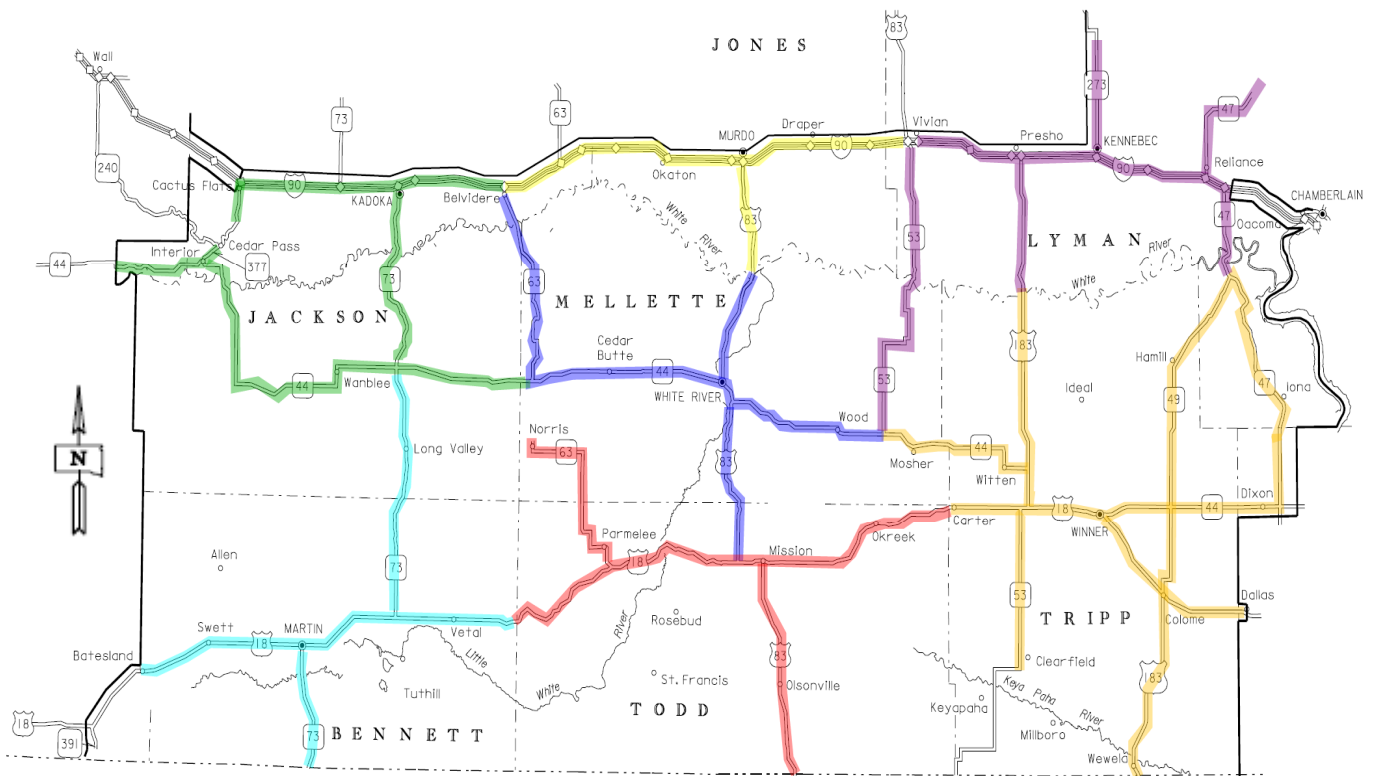 83
JONES
Wall
73
63
273
47
Draper
Vivian
MURDO
Presho
KENNEBEC
240
90
Okaton
90
90
Reliance
Cactus Flats
90
KADOKA
Belvidere
CHAMBERLAIN
83
White
River
47
Oacoma
Interior
Cedar Pass
53
LYMAN
River
44
377
73
63
White
JACKSON
MELLETTE
183
Cedar
Butte
44
Hamill
44
Wanblee
WHITE RIVER
53
Ideal
49
47
Iona
Wood
Norris
Long Valley
63
83
Mosher
44
Witten
N
Dixon
Carter
18
WINNER
44
Parmelee
Okreek
Allen
18
Mission
73
53
Dallas
Swett
Rosebud
TRIPP
Colome
MARTIN
Vetal
River
18
Batesland
Little
83
Clearfield
White
St. Francis
Olsonville
Keya Paha
183
Tuthill
TODD
Keyapaha
River
18
391
73
BENNETT
Millboro
Wewela